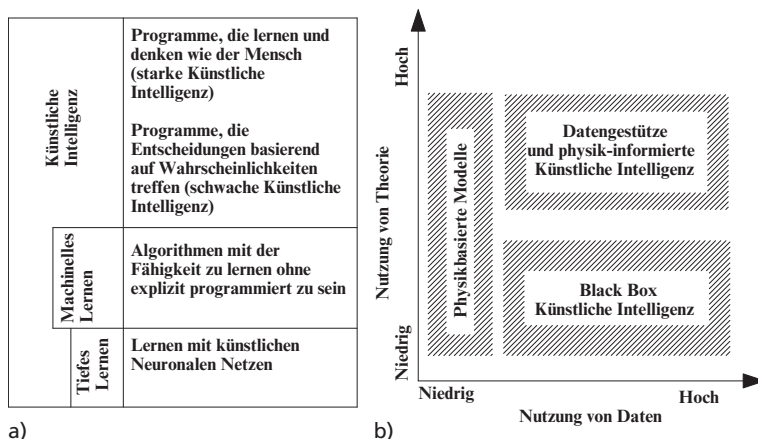 Künstliche
Intelligenz
Programme, die lernen und
denken wie der Mensch
(starke Künstliche
Intelligenz)
Programme, die
Entscheidungen basierend
auf Wahrscheinlichkeiten
treffen (schwache Künstliche
Intelligenz)
Machinelles
Lernen
Algorithmen mit der
Fähigkeit zu lernen ohne
explizit programmiert zu sein
Tiefes
Lernen
Lernen mit künstlichen
Neuronalen Netzen
a)
Nutzung von Theorie
Hoch
Niedrig
Physikbasierte Modelle
Datengestütze
und physik-informierte
Künstliche Intelligenz
Black Box
Künstliche Intelligenz
Niedrig
Hoch
Nutzung von Daten
b)